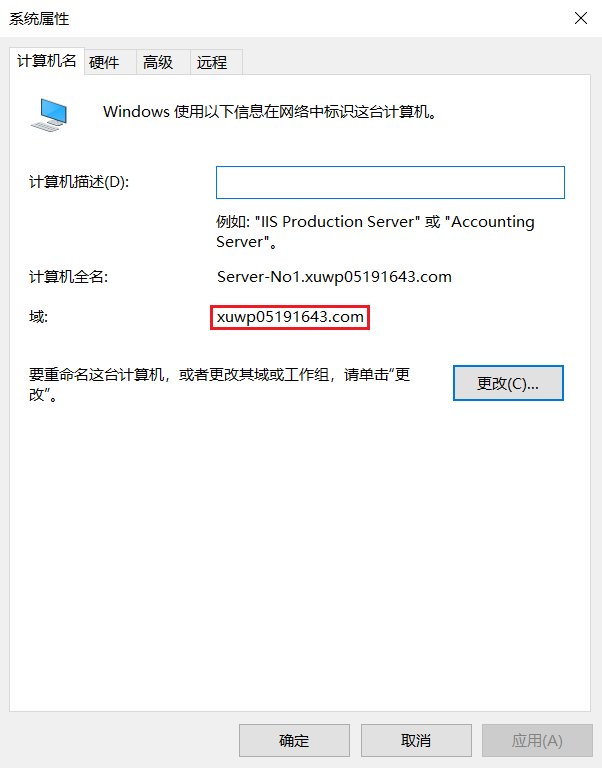 系统属性
计算机名 硬件 高级 远程
Windows 使用以下信息在网络中标识这台计算机。
计算机描述(D):
例如: "IIS Production Server" 或 "Accounting
Server"。
计算机全名: Server-No1.xuwp05191643.com
域: xuwp05191643.com
要重命名这台计算机，或者更改其域或工作组，请单击“更
改”。
更改(C)...
确定 取消 应用(A)